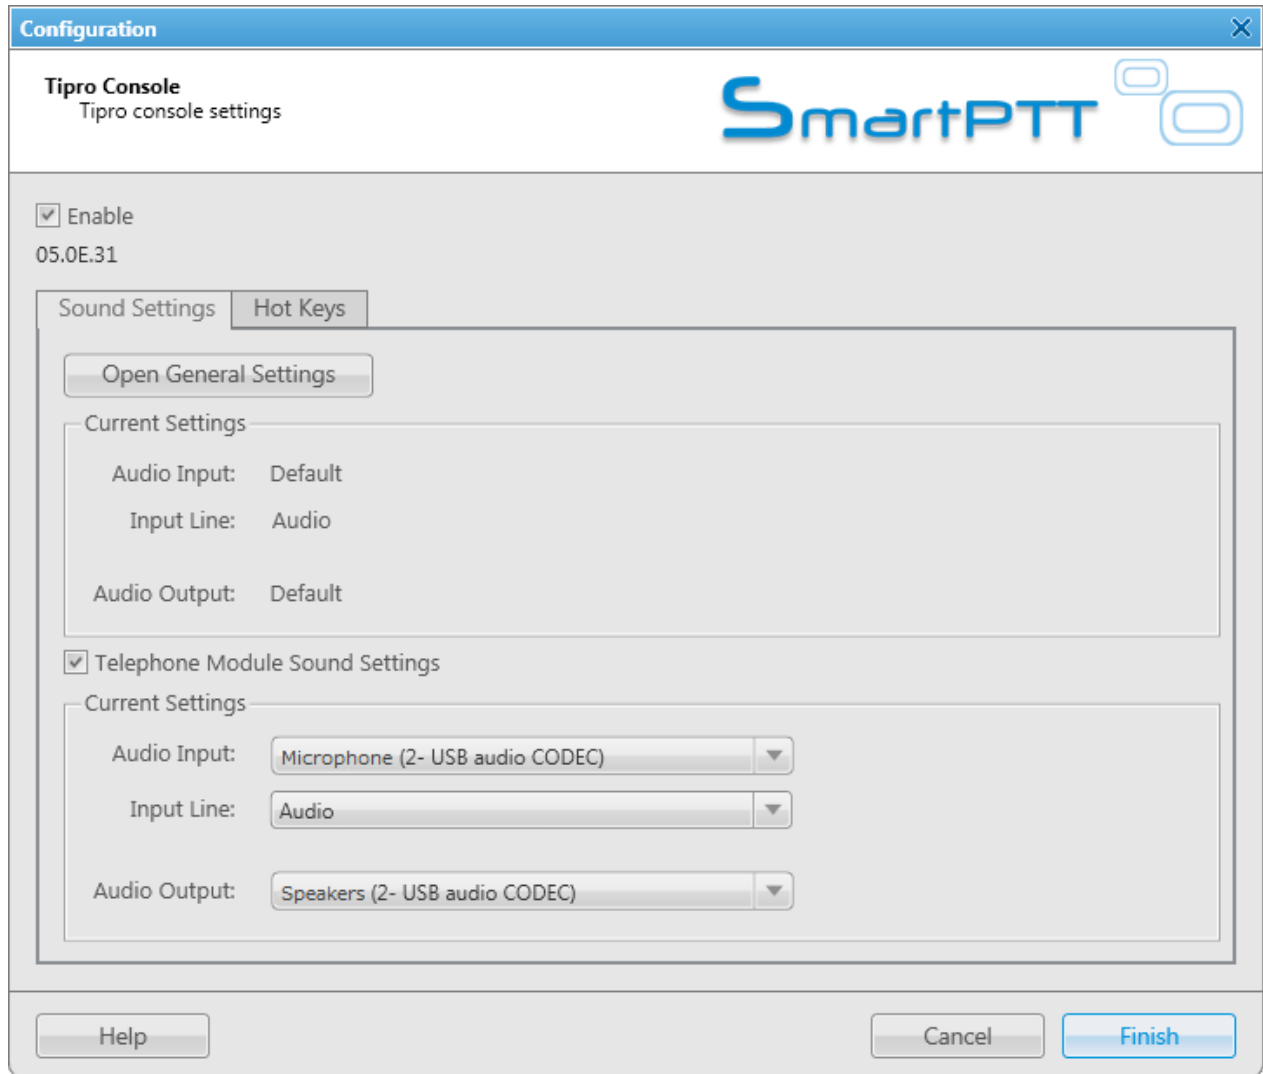 Configuration
Tipro Console
Tipro console settings
SmartPTT
Enable
05.0E.31
Sound Settings Hot Keys
Open General Settings
Current Settings
Audio Input: Default
Input Line: Audio
Audio Output: Default
Telephone Module Sound Settings
Current Settings
Audio Input: Microphone (2- USB audio CODEC)
Input Line: Audio
Audio Output: Speakers (2- USB audio CODEC)
Help Cancel Finish